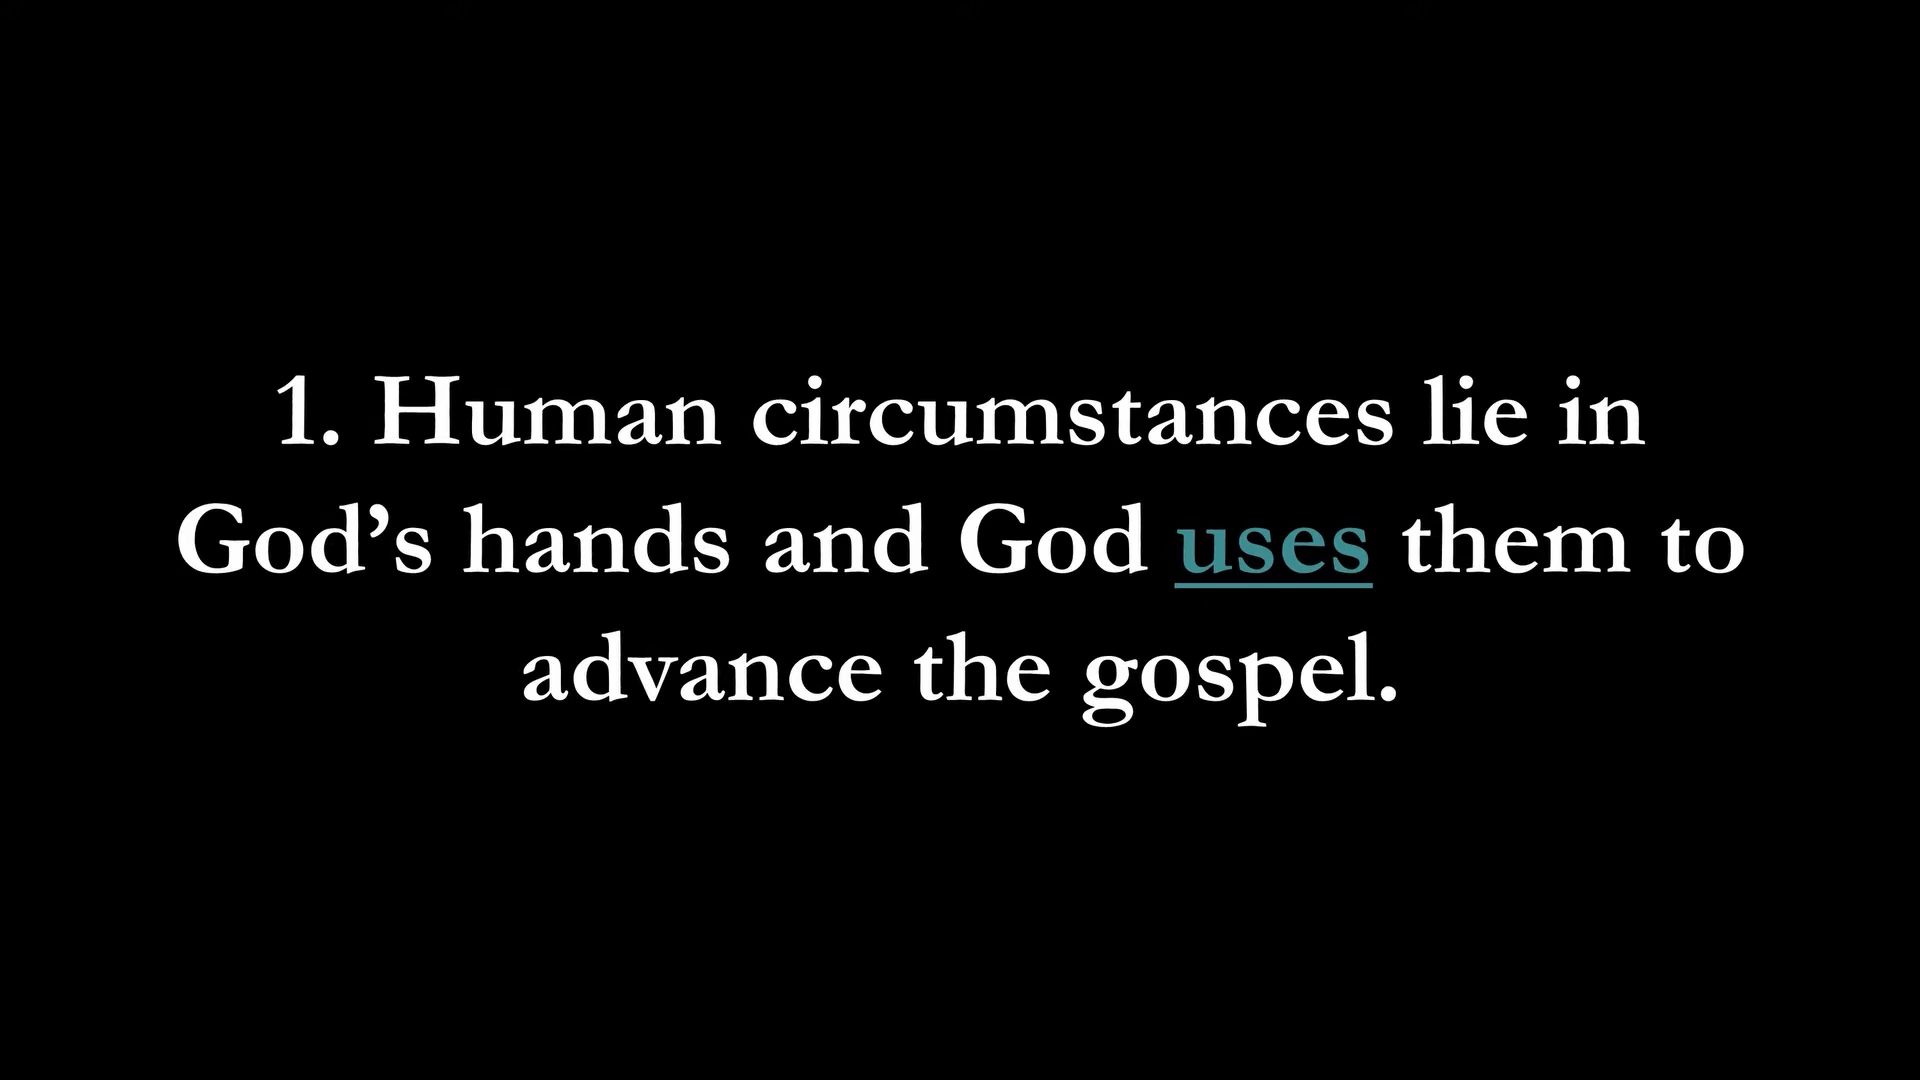 1. Human circumstances lie in
God’s hands and God uses them to
advance the gospel.